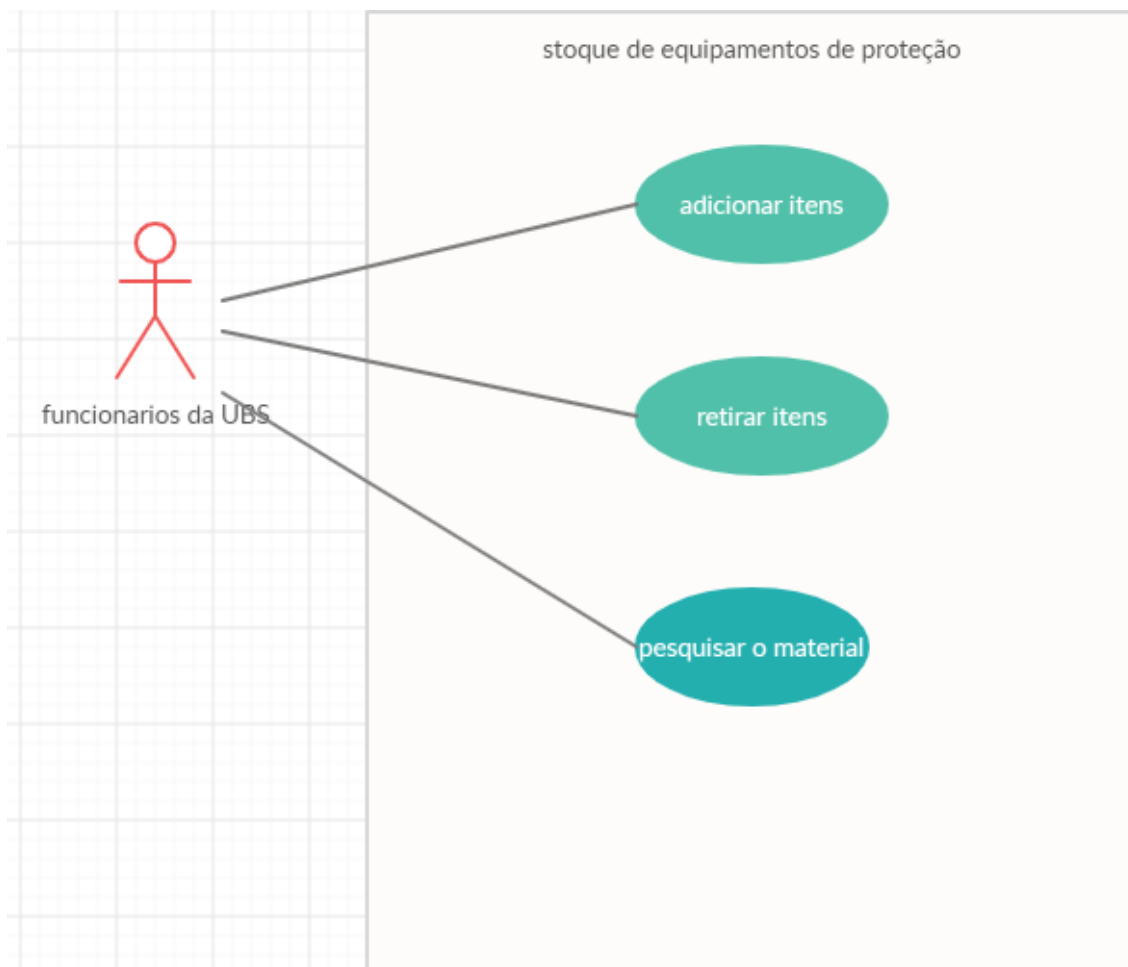 stoque de equipamentos de proteção
adicionar itens
funcionarios da UBS
retirar itens
pesquisar o material